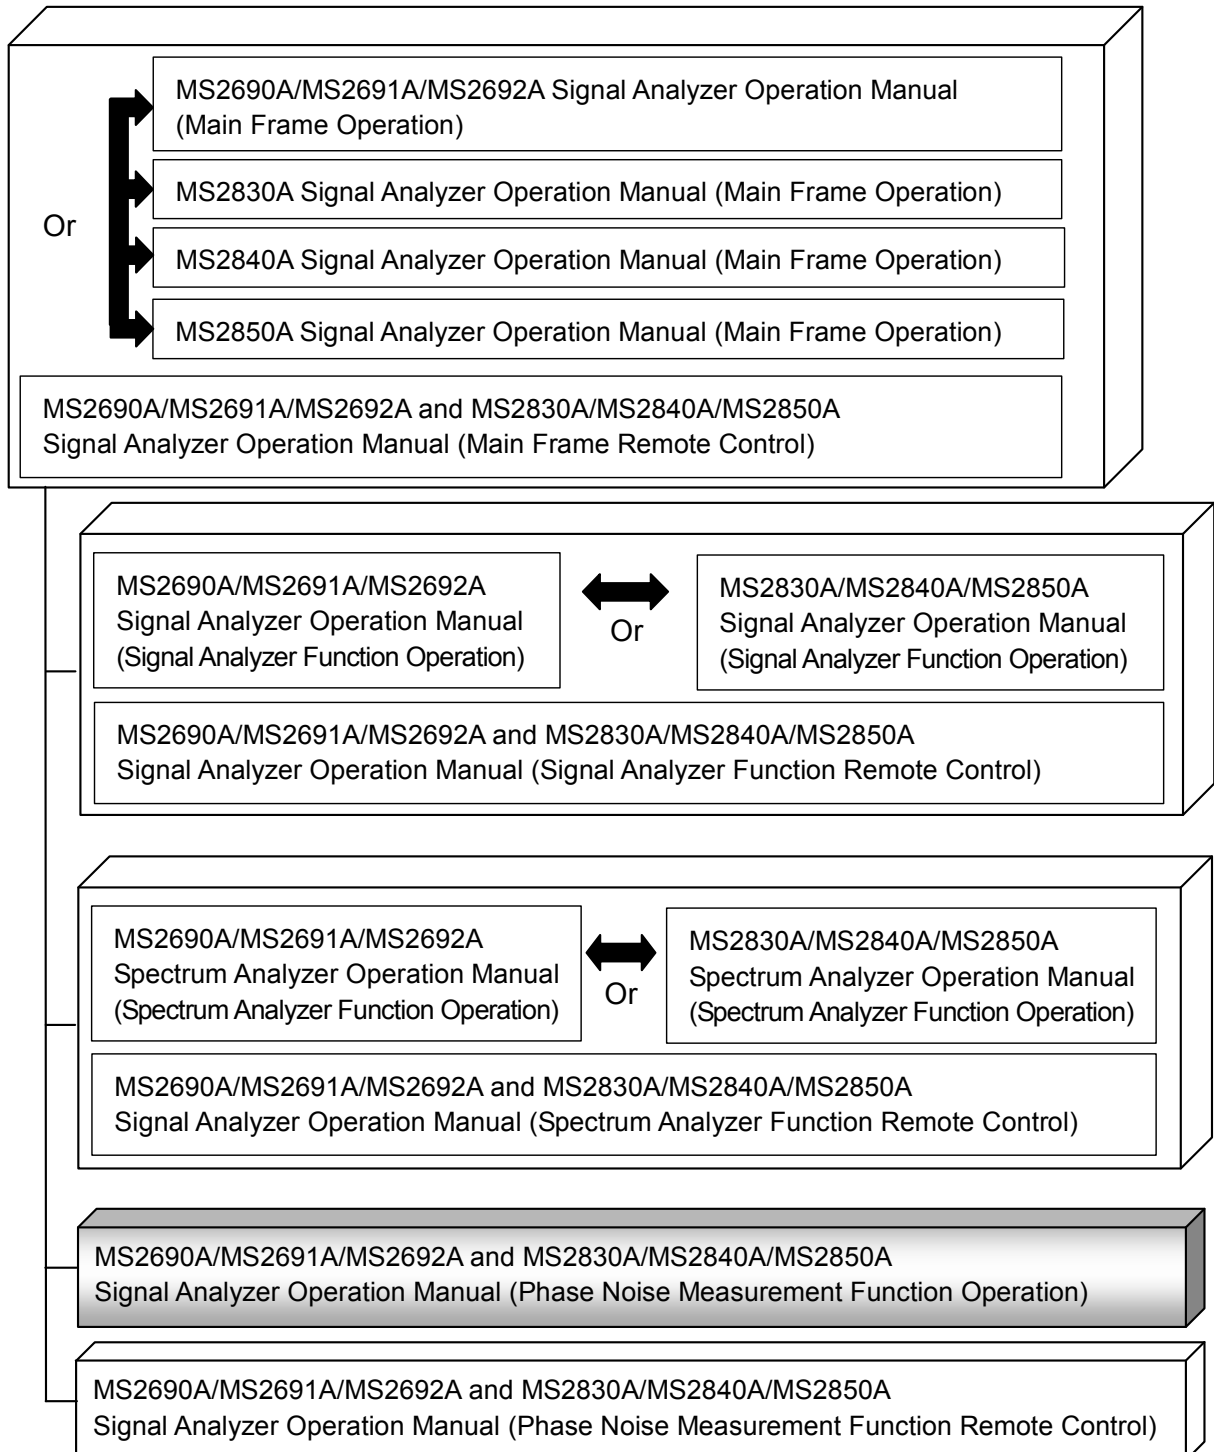 MS2690A/MS2691A/MS2692A Signal Analyzer Operation Manual
(Main Frame Operation)
MS2830A Signal Analyzer Operation Manual (Main Frame Operation)
Or
MS2840A Signal Analyzer Operation Manual (Main Frame Operation)
MS2850A Signal Analyzer Operation Manual (Main Frame Operation)
MS2690A/MS2691A/MS2692A and MS2830A/MS2840A/MS2850A
Signal Analyzer Operation Manual (Main Frame Remote Control)
MS2690A/MS2691A/MS2692A
Signal Analyzer Operation Manual
(Signal Analyzer Function Operation)
Or
MS2830A/MS2840A/MS2850A
Signal Analyzer Operation Manual
(Signal Analyzer Function Operation)
MS2690A/MS2691A/MS2692A and MS2830A/MS2840A/MS2850A
Signal Analyzer Operation Manual (Signal Analyzer Function Remote Control)
MS2690A/MS2691A/MS2692A
Spectrum Analyzer Operation Manual
(Spectrum Analyzer Function Operation)
Or
MS2830A/MS2840A/MS2850A
Spectrum Analyzer Operation Manual
(Spectrum Analyzer Function Operation)
MS2690A/MS2691A/MS2692A and MS2830A/MS2840A/MS2850A
Signal Analyzer Operation Manual (Spectrum Analyzer Function Remote Control)
MS2690A/MS2691A/MS2692A and MS2830A/MS2840A/MS2850A
Signal Analyzer Operation Manual (Phase Noise Measurement Function Operation)
MS2690A/MS2691A/MS2692A and MS2830A/MS2840A/MS2850A
Signal Analyzer Operation Manual (Phase Noise Measurement Function Remote Control)